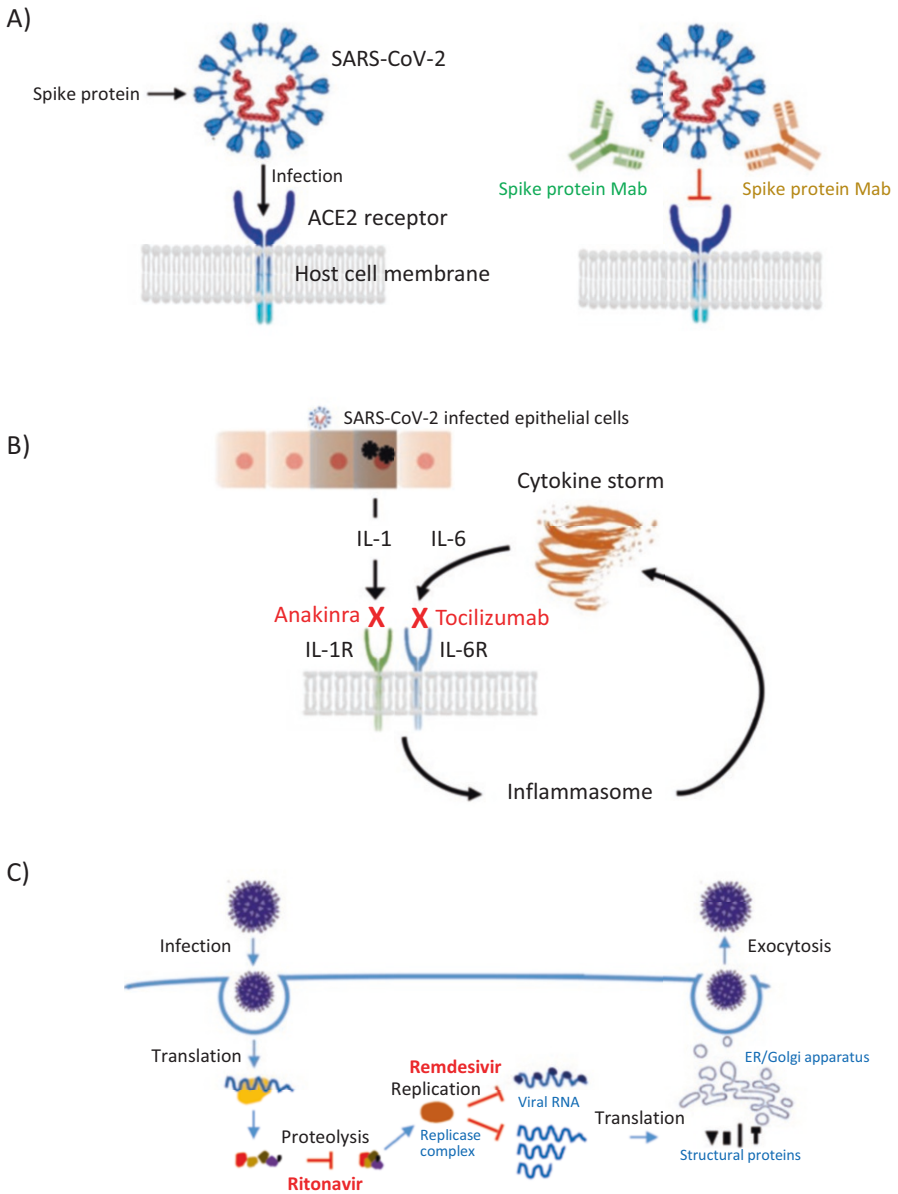 A)
SARS-CoV-2
Spike protein
Infection
ACE2 receptor
Host cell membrane
Spike protein Mab
Spike protein Mab
B)
SARS-CoV-2 infected epithelial cells
Cytokine storm
IL-1
IL-6
Anakinra X
X Tocilizumab
IL-1R
IL-6R
Inflammasome
C)
Infection
Exocytosis
Translation
ER/Golgi apparatus
Remdesivir
Replication
Viral RNA
Translation
Proteolysis
Replicase
complex
Structural proteins
Ritonavir